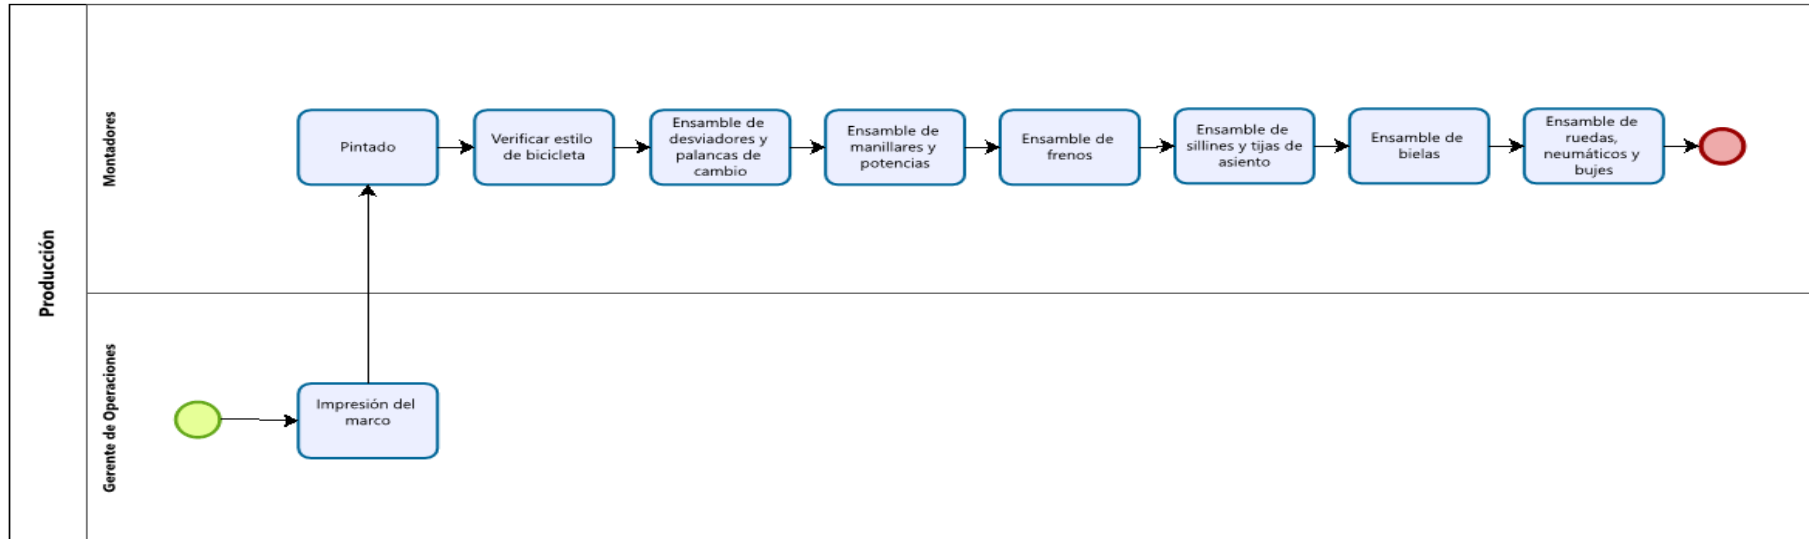 Producción
Montadores
Pintado
Verificar estilo
de bicicleta
Ensamble de
desviadores y
palancas de
cambio
Ensamble de
manillares y
potencias
Ensamble de
frenos
Ensamble de
sillines y tijas de
asiento
Ensamble de
bielas
Ensamble de
ruedas,
neumáticos y
bujes
Gerente de Operaciones
Impresión del
marco